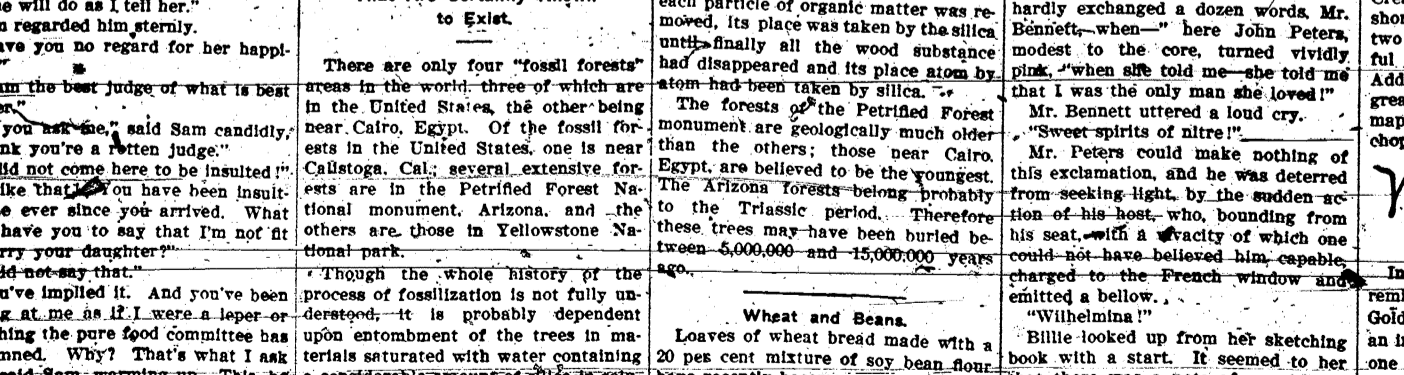 e will do as I tell her."
n regarded him sternly.
ave you no regard for her happi-
am the best judge of what is best
er."
you ask me," said Sam candidly,
nk you're a rotten judge."
did not come here to be insulted!"
ike that! You have been insult-
e ever since you arrived. What
have you to say that I'm not fit
rry your daughter?"
id not say that."
u've implied it. And you've been
g at me as if I were a leper or
hing the pure food committee has
mned. Why? That's what I ask
to Exist.
There are only four "fossil forests"
areas in the world, three of which are
in the United States, the other being
near Cairo, Egypt. Of the fossil for-
ests in the United States, one is near
Calistoga, Cal.; several extensive for-
ests are in the Petrified Forest Na-
tional monument, Arizona, and the
others are those in Yellowstone Na-
tional park.
Though the whole history of the
process of fossilization is not fully un-
derstood, it is probably dependent
upon entombment of the trees in ma-
terials saturated with water containing
each particle of organic matter was re-
moved, its place was taken by the silica
until finally all the wood substance
had disappeared and its place atom by
atom had been taken by silica.
The forests of the Petrified Forest
monument are geologically much older
than the others; those near Cairo,
Egypt, are believed to be the youngest.
The Arizona forests belong probably
to the Triassic period. Therefore
these trees may have been buried be-
tween 5,000,000 and 15,000,000 years
ago.
Wheat and Beans.
Loaves of wheat bread made with a
20 per cent mixture of soy bean flour
hardly exchanged a dozen words, Mr.
Bennett, when—" here John Peters,
modest to the core, turned vividly
pink, "when she told me—she told me
that I was the only man she loved!"
Mr. Bennett uttered a loud cry.
"Sweet spirits of nitre!"
Mr. Peters could make nothing of
this exclamation, and he was deterred
from seeking light, by the sudden ac-
tion of his host, who, bounding from
his seat, with a vivacity of which one
could not have believed him capable,
charged to the French window and
emitted a bellow.
"Wilhelmina!"
Billie looked up from her sketching
book with a start. It seemed to her
shor
two
ful
Add
grea
map
chop
In
remi
Gold
an i
one